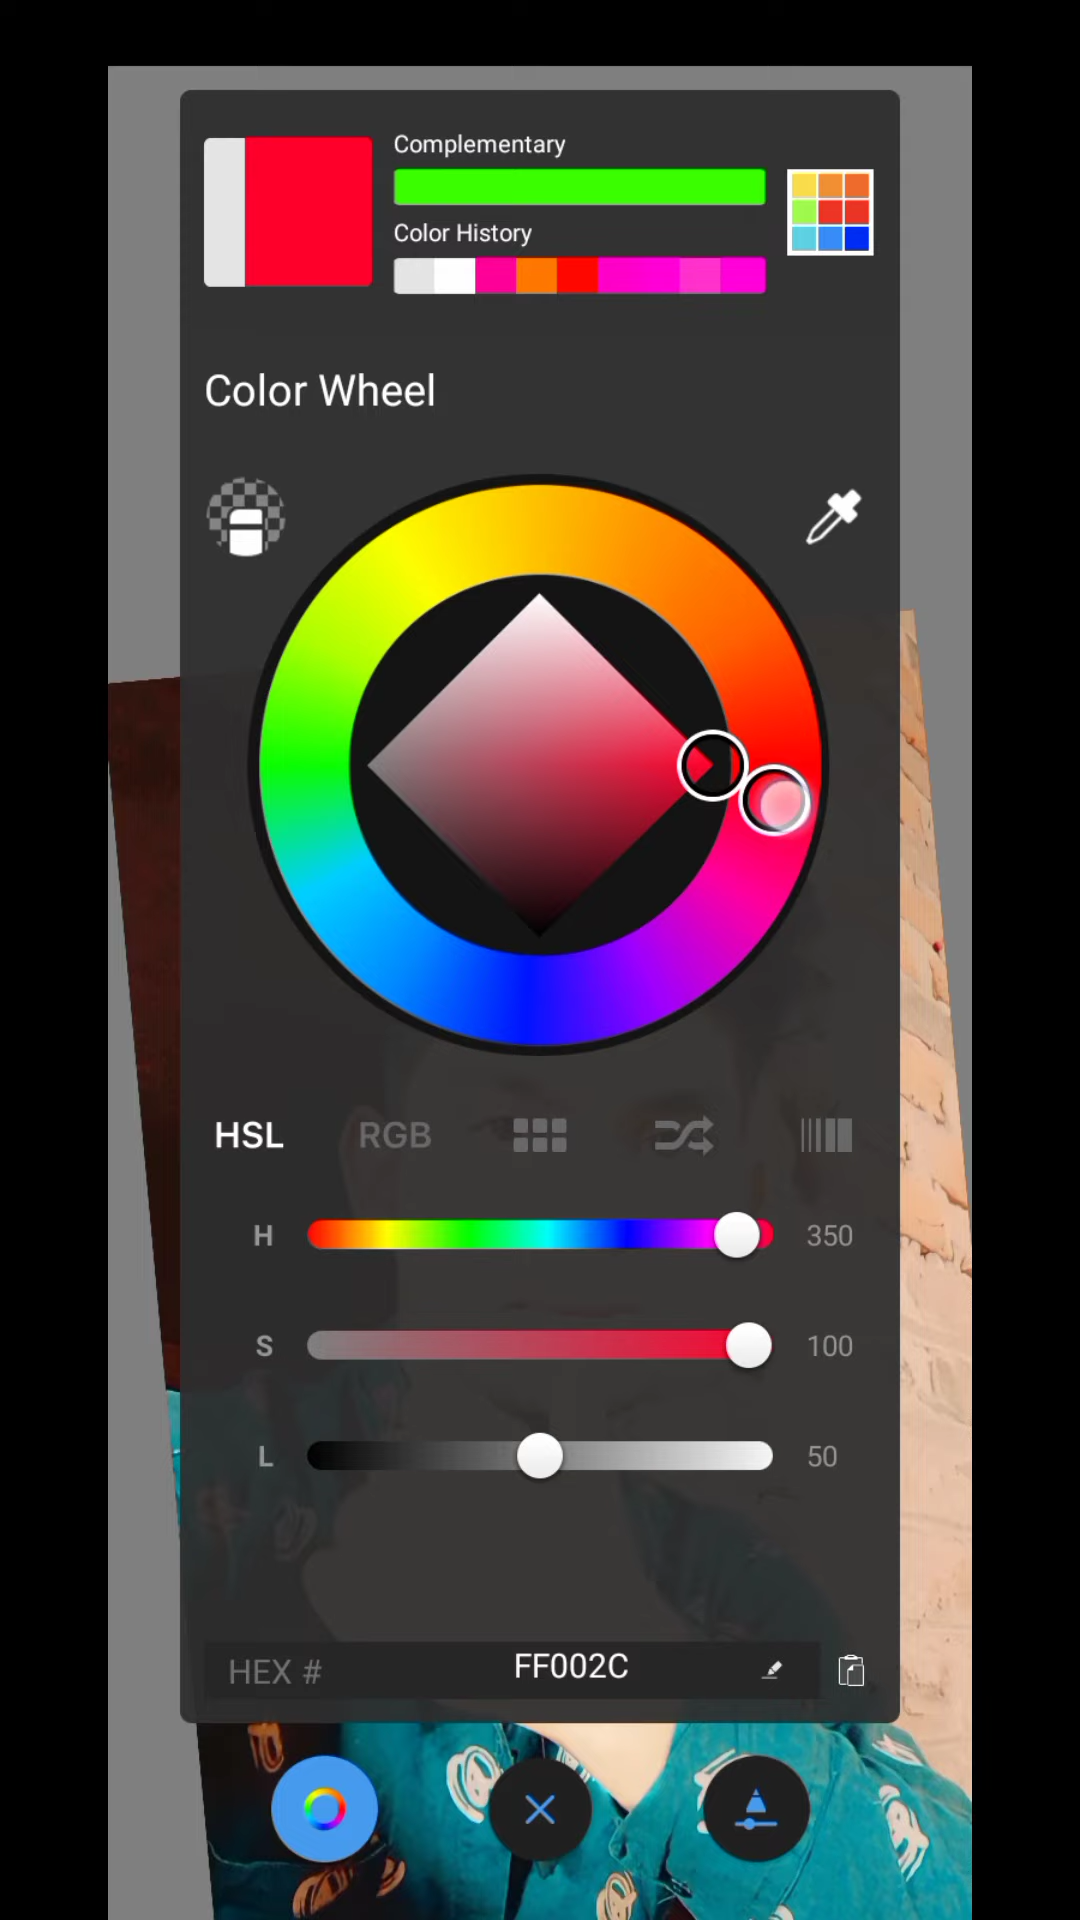 Complementary
Color History
Color Wheel
HSL RGB
H 350
S 100
L 50
HEX # FF002C